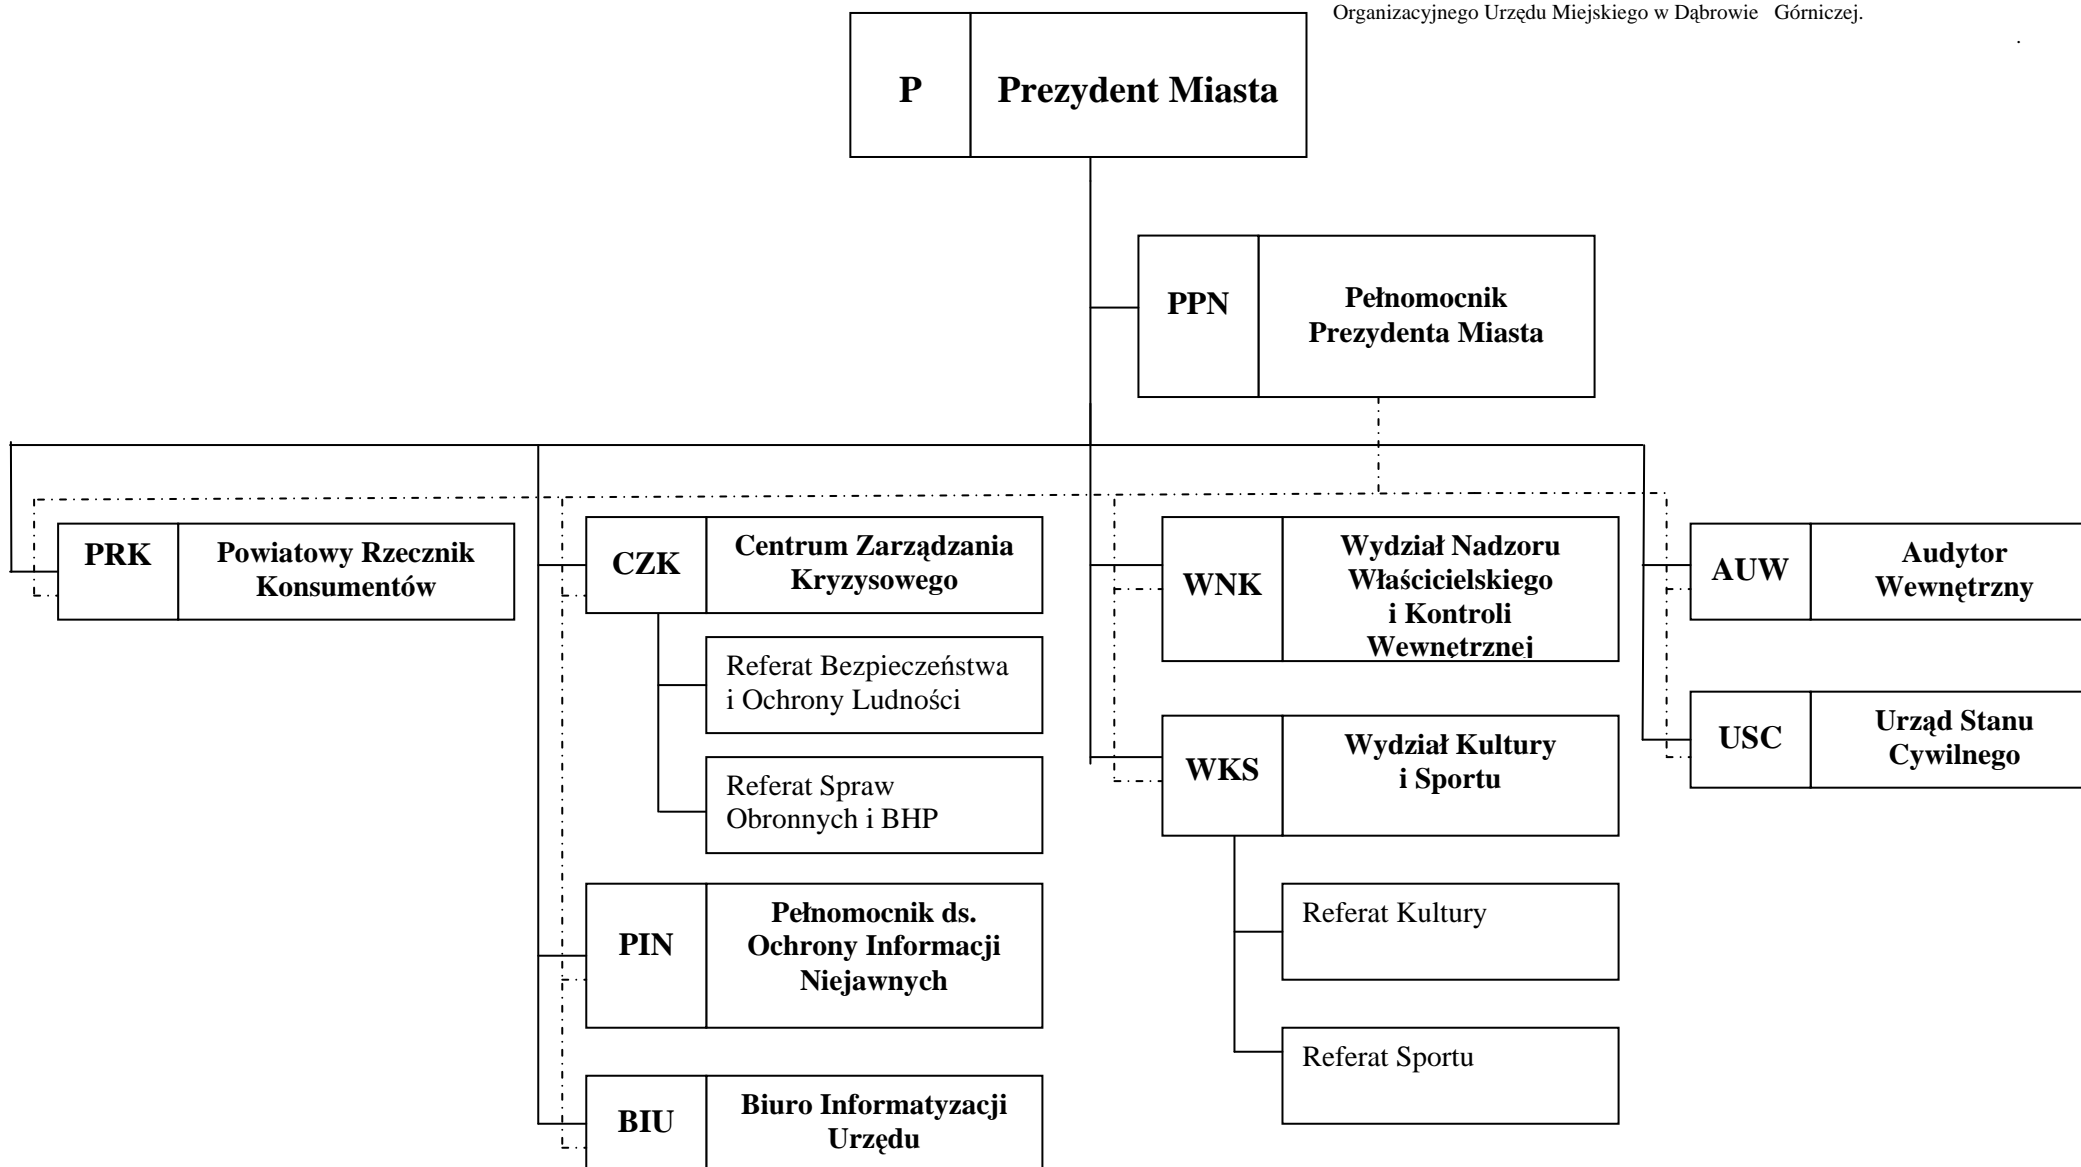 Organizacyjnego Urzędu Miejskiego w Dąbrowie Górniczej.
.
P
Prezydent Miasta
PPN
Pełnomocnik
Prezydenta Miasta
PRK
Powiatowy Rzecznik
Konsumentów
CZK
Centrum Zarządzania
Kryzysowego
Referat Bezpieczeństwa
i Ochrony Ludności
Referat Spraw
Obronnych i BHP
PIN
Pełnomocnik ds.
Ochrony Informacji
Niejawnych
BIU
Biuro Informatyzacji
Urzędu
WNK
Wydział Nadzoru
Właścicielskiego
i Kontroli
Wewnętrznej
WKS
Wydział Kultury
i Sportu
Referat Kultury
Referat Sportu
AUW
Audytor
Wewnętrzny
USC
Urząd Stanu
Cywilnego